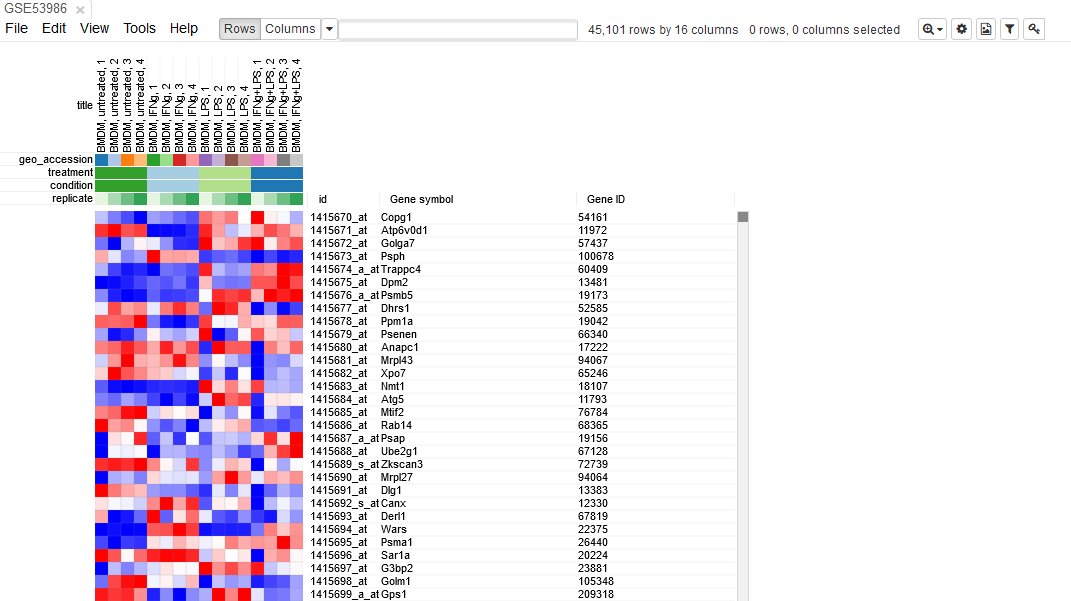 GSE53986 ×
File Edit View Tools Help Rows Columns 45,101 rows by 16 columns 0 rows, 0 columns selected
title
BMDM, untreated, 1
BMDM, untreated, 2
BMDM, untreated, 3
BMDM, untreated, 4
BMDM, IFNg, 1
BMDM, IFNg, 2
BMDM, IFNg, 3
BMDM, IFNg, 4
BMDM, LPS, 1
BMDM, LPS, 2
BMDM, LPS, 3
BMDM, LPS, 4
BMDM, IFNg+LPS, 1
BMDM, IFNg+LPS, 2
BMDM, IFNg+LPS, 3
BMDM, IFNg+LPS, 4
geo_accession
treatment
condition
replicate
id Gene symbol Gene ID
1415670_at Copg1 54161
1415671_at Atp6v0d1 11972
1415672_at Golga7 57437
1415673_at Psph 100678
1415674_a_at Trappc4 60409
1415675_at Dpm2 13481
1415676_a_at Psmb5 19173
1415677_at Dhrs1 52585
1415678_at Ppm1a 19042
1415679_at Psenen 66340
1415680_at Anapc1 17222
1415681_at Mrpl43 94067
1415682_at Xpo7 65246
1415683_at Nmt1 18107
1415684_at Atg5 11793
1415685_at Mtif2 76784
1415686_at Rab14 68365
1415687_a_at Psap 19156
1415688_at Ube2g1 67128
1415689_s_at Zkscan3 72739
1415690_at Mrpl27 94064
1415691_at Dlg1 13383
1415692_s_at Canx 12330
1415693_at Derl1 67819
1415694_at Wars 22375
1415695_at Psma1 26440
1415696_at Sar1a 20224
1415697_at G3bp2 23881
1415698_at Golm1 105348
1415699_a_at Gps1 209318